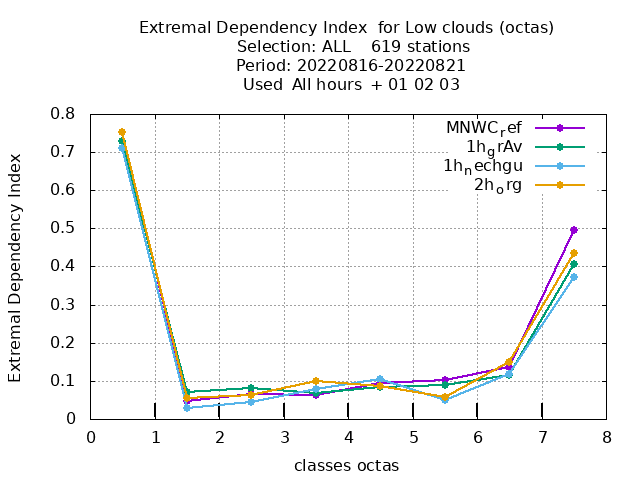 Extremal Dependency Index  for Low clouds (octas)
Selection: ALL    619 stations
Period: 20220816-20220821
Used  All hours  + 01 02 03
MNWC_ref
1h_grAv
1h_nechgu
2h_org
Extremal Dependency Index
0.8
0.7
0.6
0.5
0.4
0.3
0.2
0.1
0
0 1 2 3 4 5 6 7 8
classes octas